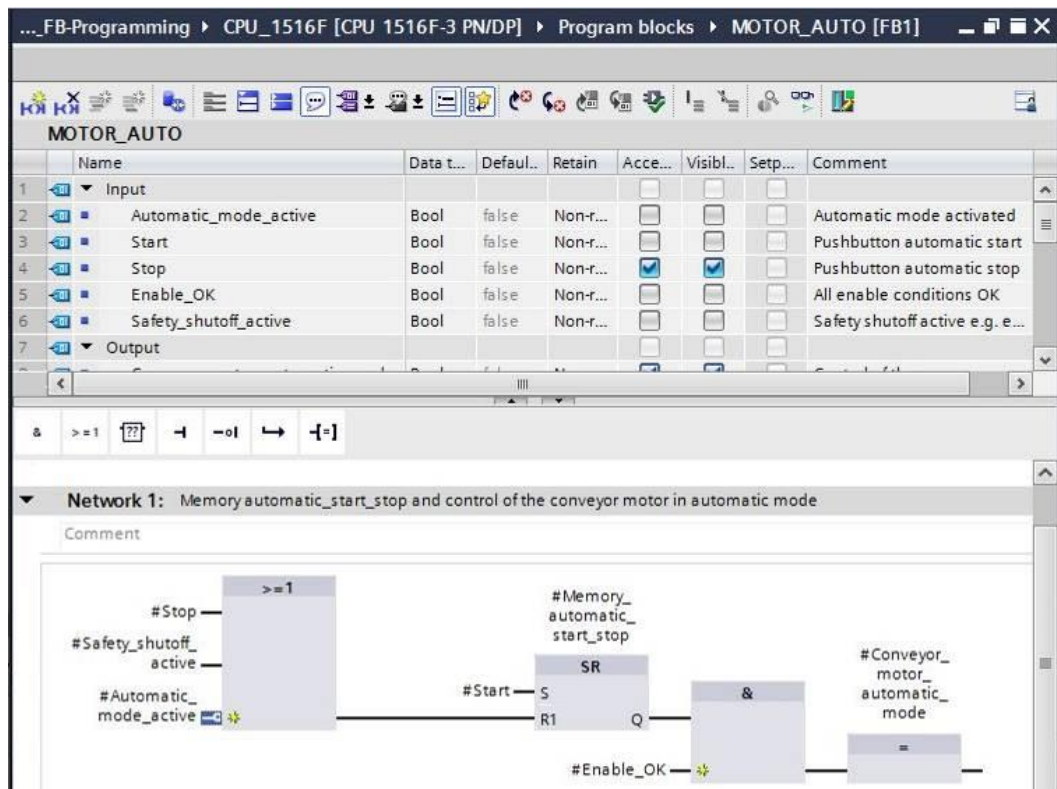 ..._FB-Programming ▸ CPU_1516F [CPU 1516F-3 PN/DP] ▸ Program blocks ▸ MOTOR_AUTO [FB1]
MOTOR_AUTO
Name Data t... Defaul.. Retain Acce... Visibl.. Setp... Comment
1 Input
2 Automatic_mode_active Bool false Non-r... Automatic mode activated
3 Start Bool false Non-r... Pushbutton automatic start
4 Stop Bool false Non-r... Pushbutton automatic stop
5 Enable_OK Bool false Non-r... All enable conditions OK
6 Safety_shutoff_active Bool false Non-r... Safety shutoff active e.g. e...
7 Output
& >=1 ??
Network 1: Memory automatic_start_stop and control of the conveyor motor in automatic mode
Comment
>=1
#Stop
#Safety_shutoff_
active
#Automatic_
mode_active
#Memory_
automatic_
start_stop
SR
#Start S
R1 Q
&
#Enable_OK
#Conveyor_
motor_
automatic_
mode
=